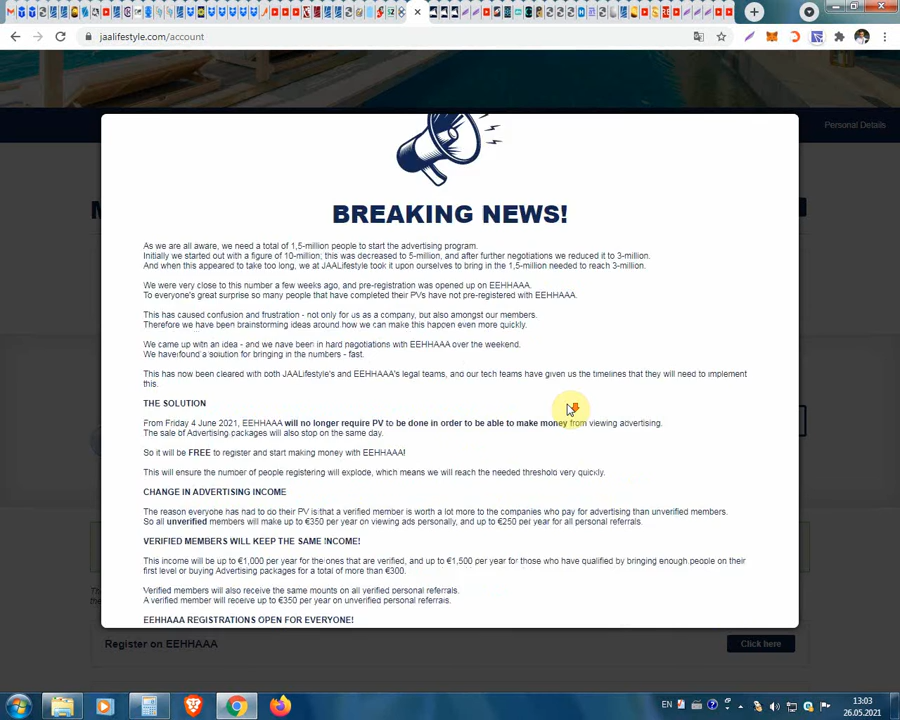 jaalifestyle.com/account
Personal Details
BREAKING NEWS!
As we are all aware, we need a total of 1,5-million people to start the advertising program.
Initially we started out with a figure of 10-million; this was decreased to 5-million, and after further negotiations we reduced it to 3-million.
And when this appeared to take too long, we at JAALifestyle took it upon ourselves to bring in the 1,5-million needed to reach 3-million.
We were very close to this number a few weeks ago, and pre-registration was opened up on EEHHAAA.
To everyone's great surprise so many people that have completed their PVs have not pre-registered with EEHHAAA.
This has caused confusion and frustration - not only for us as a company, but also amongst our members.
Therefore we have been brainstorming ideas around how we can make this happen even more quickly.
We came up with an idea - and we have been in hard negotiations with EEHHAAA over the weekend.
We have found a solution for bringing in the numbers - fast.
This has now been cleared with both JAALifestyle's and EEHHAAA's legal teams, and our tech teams have given us the timelines that they will need to implement
this.
THE SOLUTION
From Friday 4 June 2021, EEHHAAA will no longer require PV to be done in order to be able to make money from viewing advertising.
The sale of Advertising packages will also stop on the same day.
So it will be FREE to register and start making money with EEHHAAA!
This will ensure the number of people registering will explode, which means we will reach the needed threshold very quickly.
CHANGE IN ADVERTISING INCOME
The reason everyone has had to do their PV is that a verified member is worth a lot more to the companies who pay for advertising than unverified members.
So all unverified members will make up to €350 per year on viewing ads personally, and up to €250 per year for all personal referrals.
VERIFIED MEMBERS WILL KEEP THE SAME INCOME!
This income will be up to €1,000 per year for the ones that are verified, and up to €1,500 per year for those who have qualified by bringing enough people on their
first level or buying Advertising packages for a total of more than €300.
Verified members will also receive the same mounts on all verified personal referrals.
A verified member will receive up to €350 per year on unverified personal referrals.
EEHHAAA REGISTRATIONS OPEN FOR EVERYONE!
Register on EEHHAAA
Click here
EN
13:03
26.05.2021